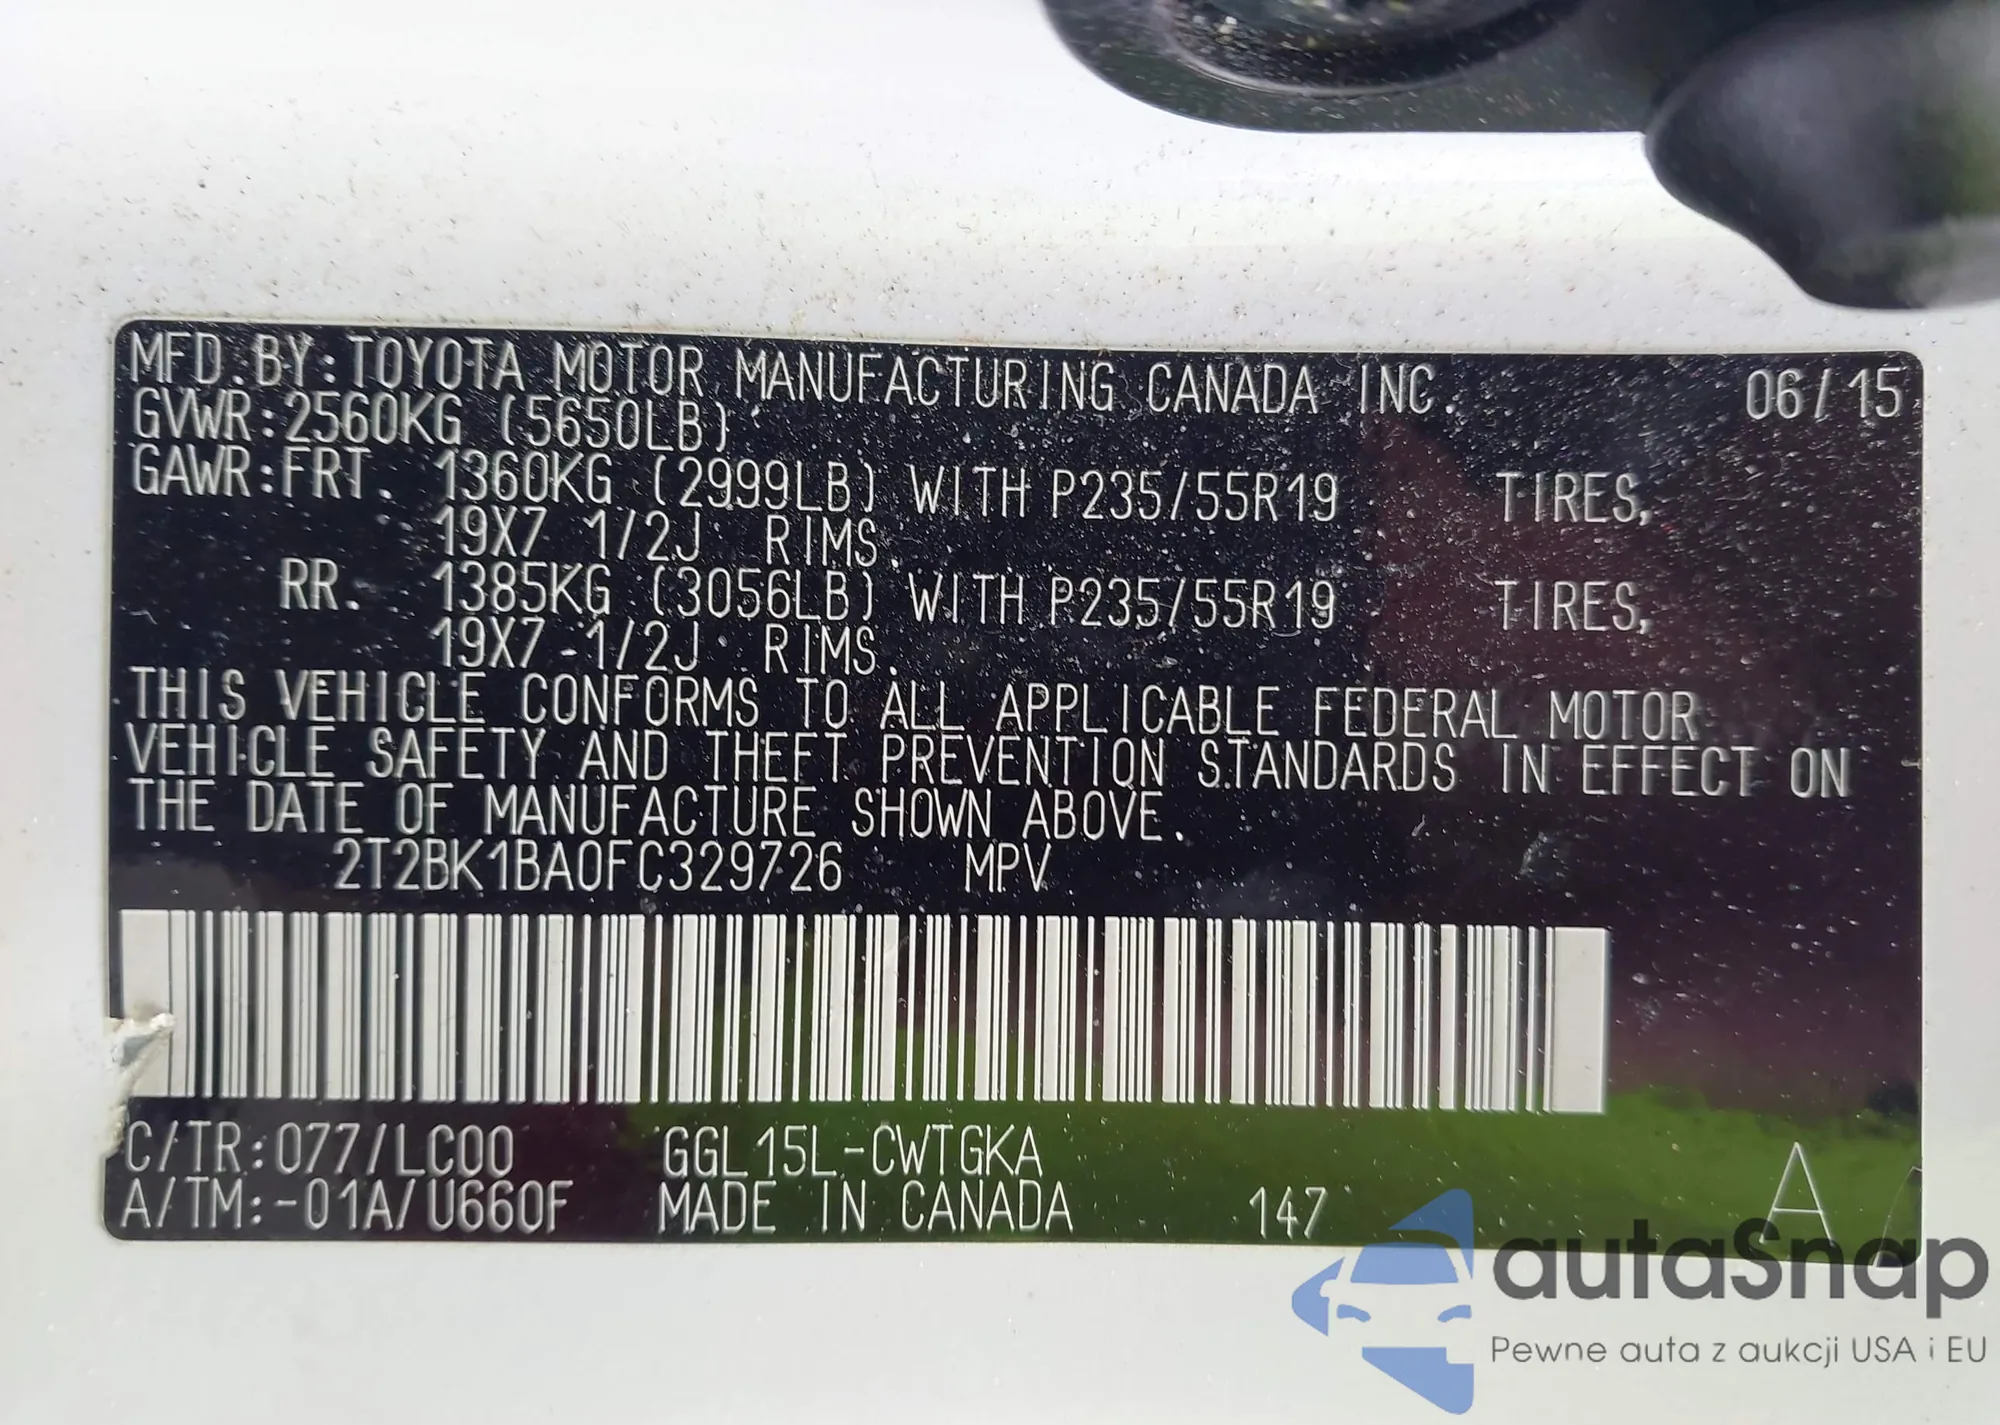 MFD.BY:TOYOTA MOTOR MANUFACTURING CANADA INC. 06/15
GVWR:2560KG (5650LB)
GAWR:FRT. 1360KG (2999LB) WITH P235/55R19 TIRES,
19X7 1/2J RIMS
RR. 1385KG (3056LB) WITH P235/55R19 TIRES,
19X7 1/2J RIMS.
THIS VEHICLE CONFORMS TO ALL APPLICABLE FEDERAL MOTOR
VEHICLE SAFETY AND THEFT PREVENTION STANDARDS IN EFFECT ON
THE DATE OF MANUFACTURE SHOWN ABOVE.
2T2BK1BA0FC329726 MPV
C/TR:077/LC00 GGL15L-CWTGKA
A/TM:-01A/U660F MADE IN CANADA 147 A
autaSnap
Pewne auta z aukcji USA i EU